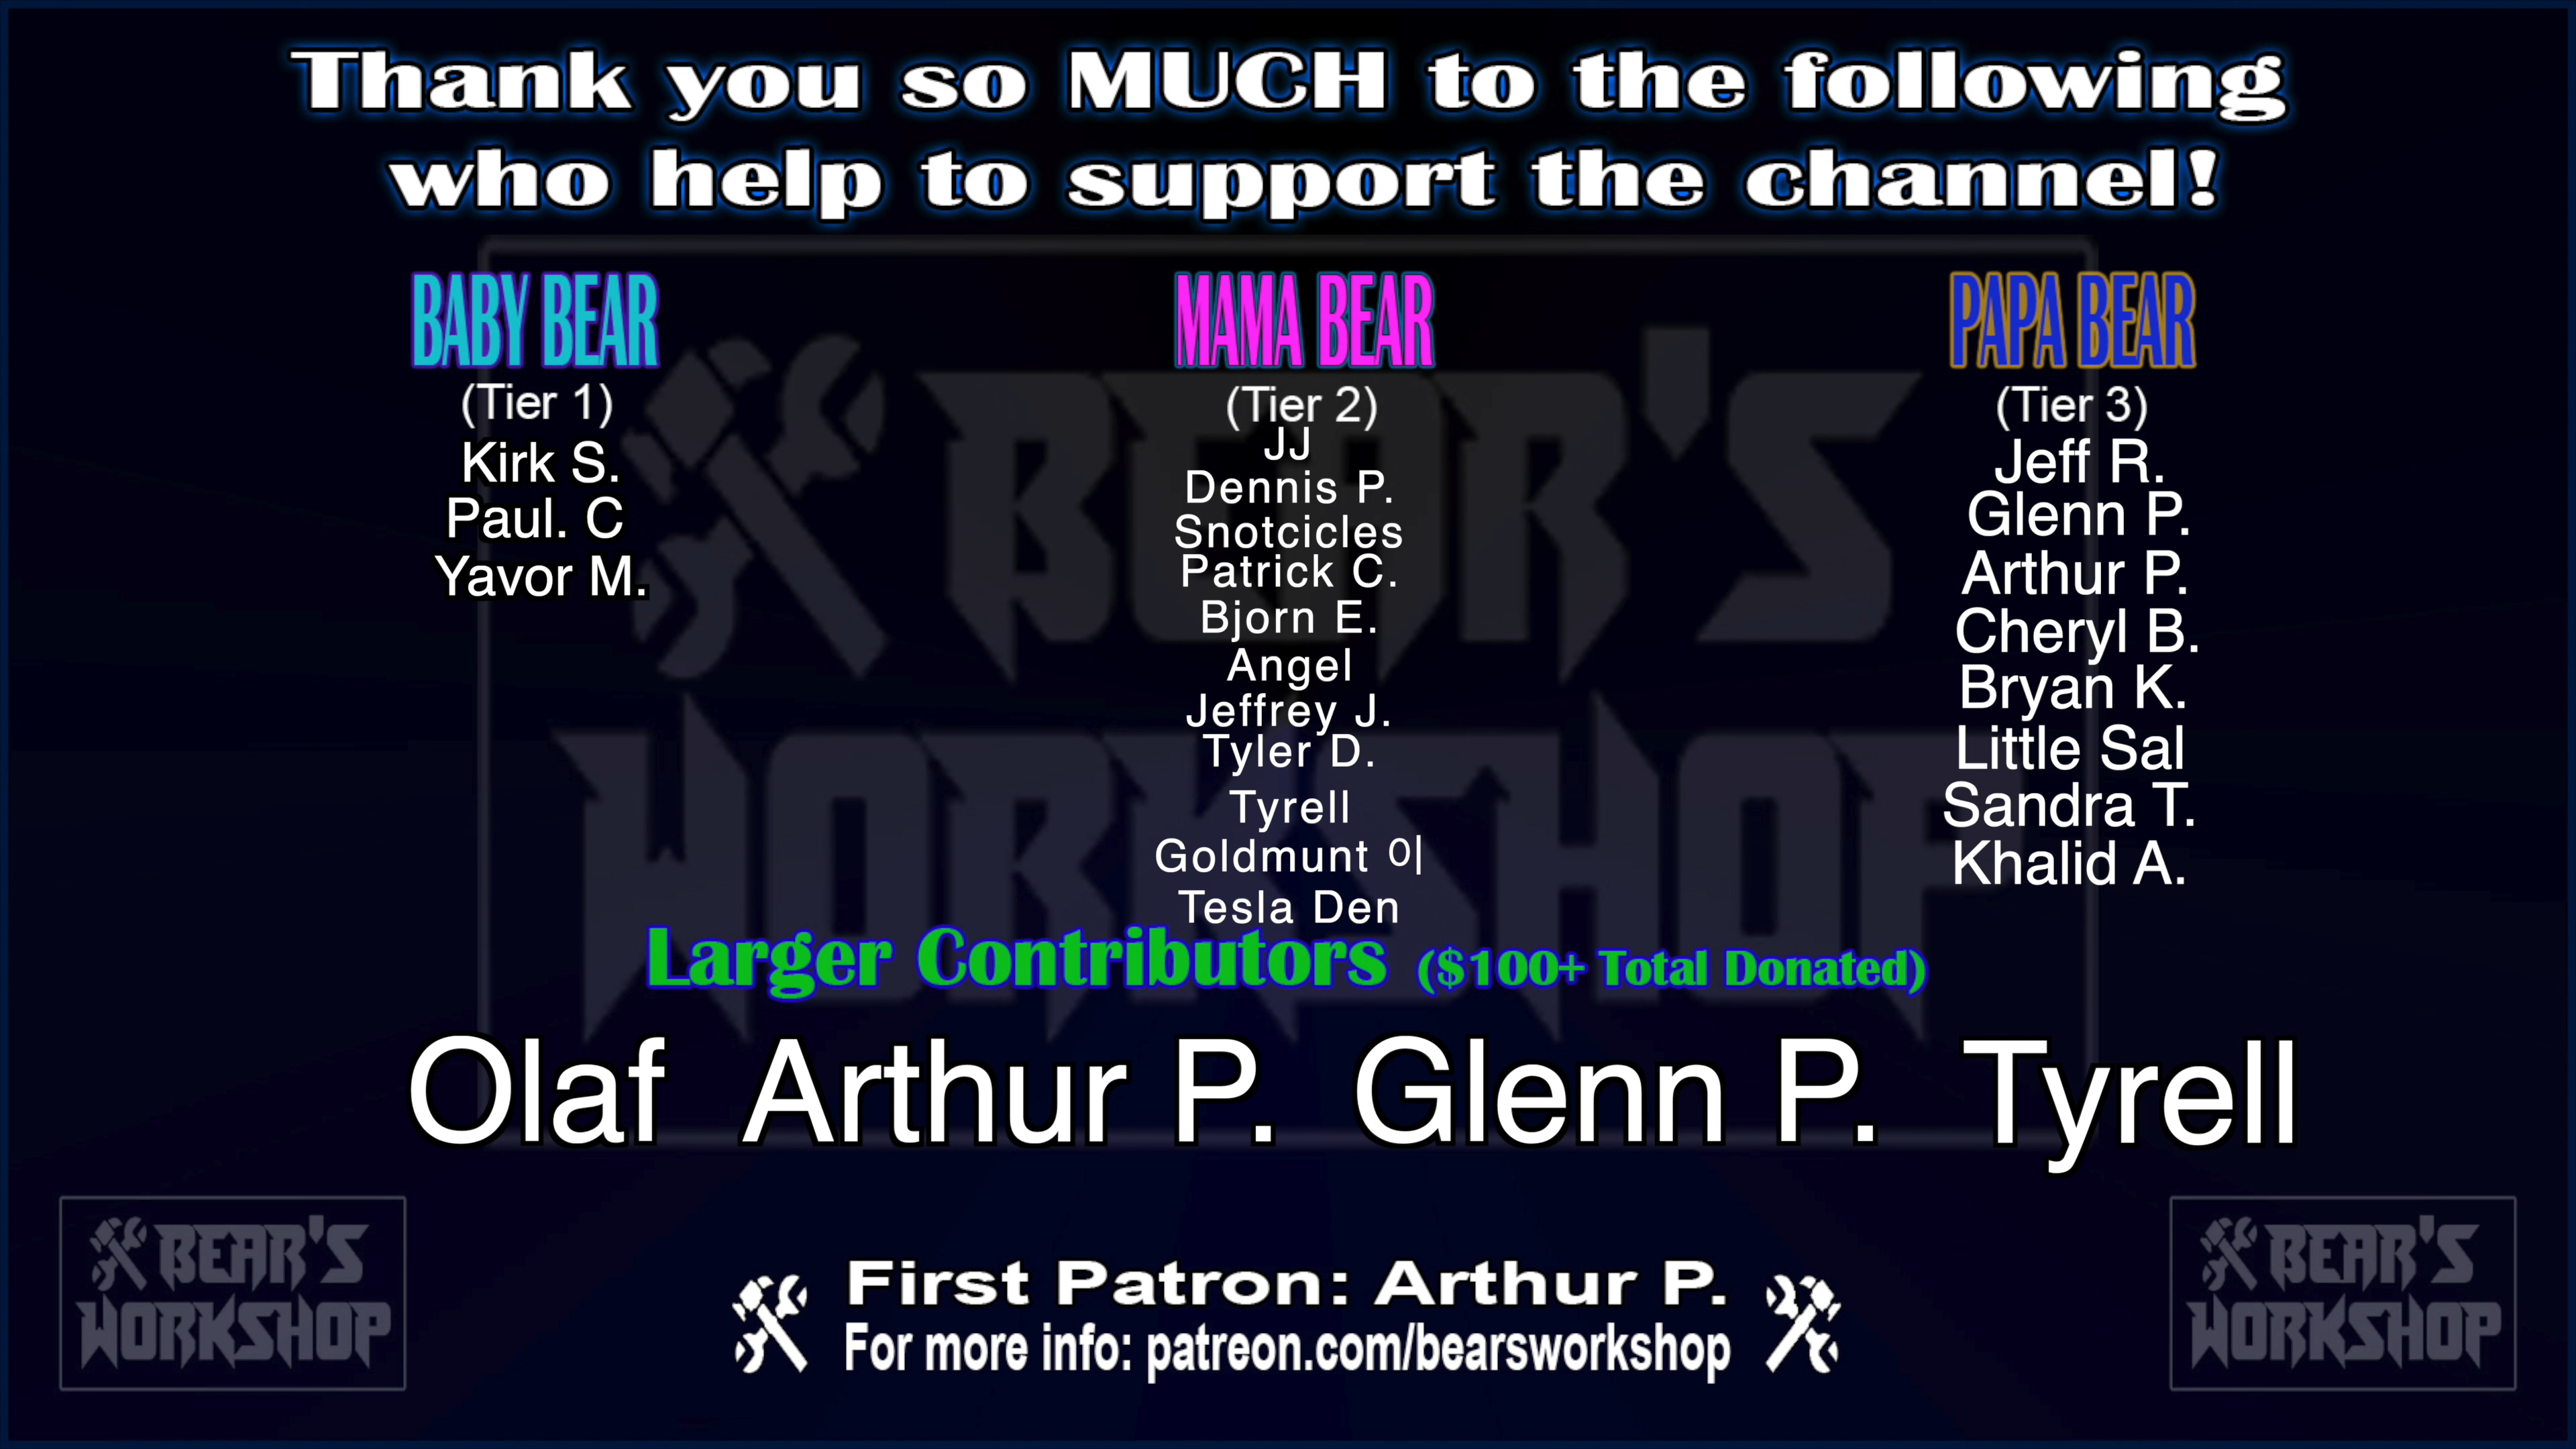 Thank you so MUCH to the following
who help to support the channel!
BABY BEAR
(Tier 1)
Kirk S.
Paul. C
Yavor M.
MAMA BEAR
(Tier 2)
JJ
Dennis P.
Snotcicles
Patrick C.
Bjorn E.
Angel
Jeffrey J.
Tyler D.
Tyrell
Goldmunt 이
Tesla Den
PAPA BEAR
(Tier 3)
Jeff R.
Glenn P.
Arthur P.
Cheryl B.
Bryan K.
Little Sal
Sandra T.
Khalid A.
BEAR'S
WORKSHOP
Larger Contributors ($100+ Total Donated)
Olaf Arthur P. Glenn P. Tyrell
BEAR'S
WORKSHOP
First Patron: Arthur P.
For more info: patreon.com/bearsworkshop
BEAR'S
WORKSHOP